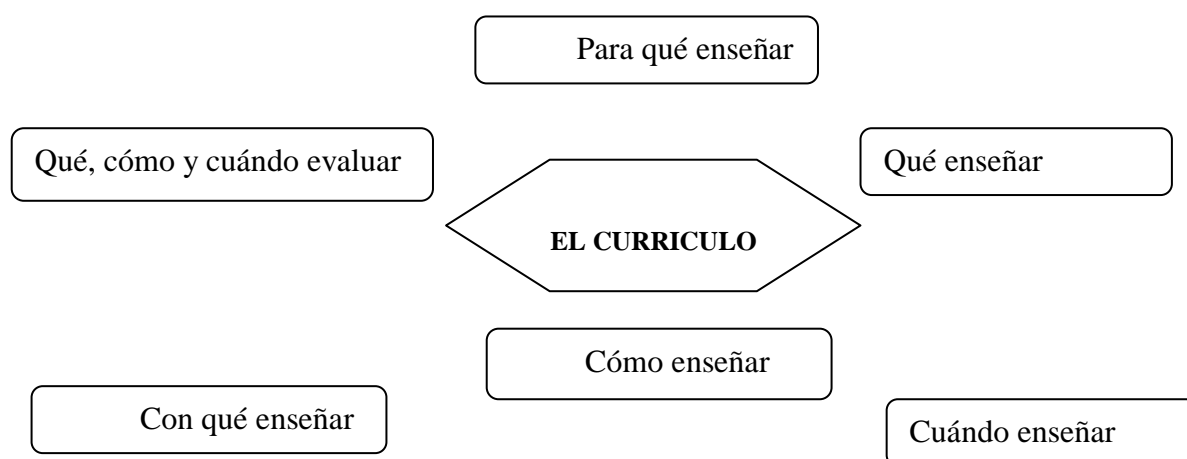 Para qué enseñar
Qué, cómo y cuándo evaluar
Qué enseñar
EL CURRICULO
Cómo enseñar
Con qué enseñar
Cuándo enseñar